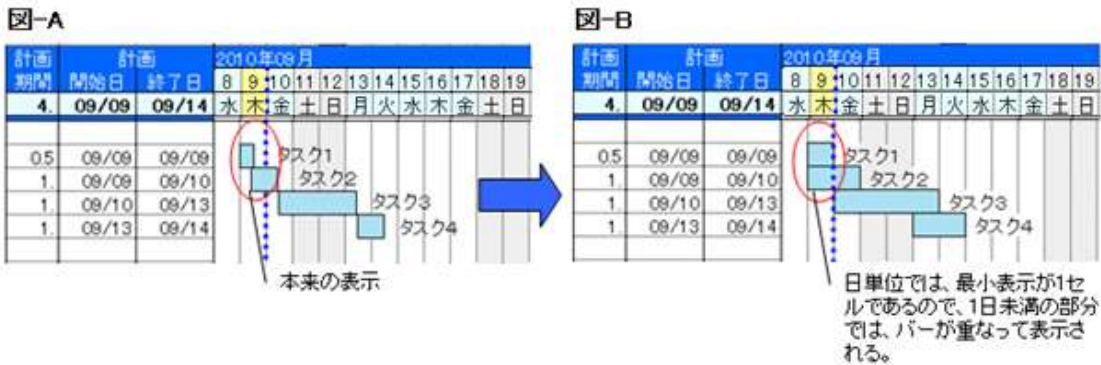 図-A
計画 計画 2010年09月
期間 開始日 終了日 8 9 10 11 12 13 14 15 16 17 18 19
4. 09/09 09/14 水 木 金 土 日 月 火 水 木 金 土 日
0.5 09/09 09/09 タスク1
1. 09/09 09/10 タスク2
1. 09/10 09/13 タスク3
1. 09/13 09/14 タスク4
本来の表示
図-B
計画 計画 2010年09月
期間 開始日 終了日 8 9 10 11 12 13 14 15 16 17 18 19
4. 09/09 09/14 水 木 金 土 日 月 火 水 木 金 土 日
0.5 09/09 09/09 タスク1
1. 09/09 09/10 タスク2
1. 09/10 09/13 タスク3
1. 09/13 09/14 タスク4
日単位では、最小表示が1セ
ルであるので、1日未満の部分
では、バーが重なって表示さ
れる。